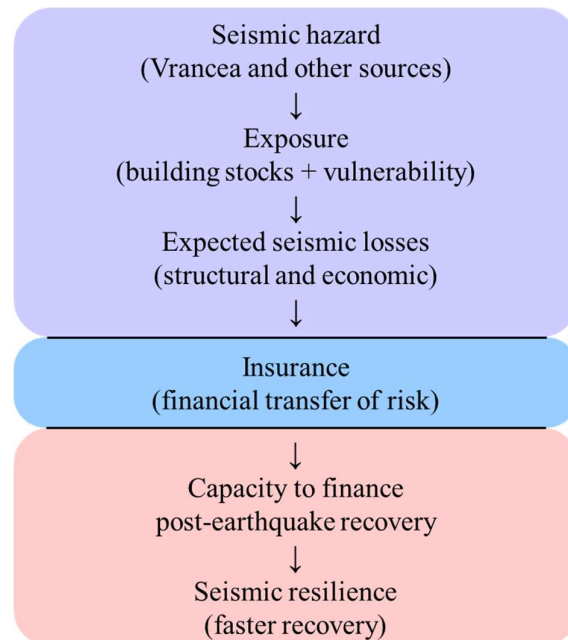 Seismic hazard
(Vrancea and other sources)
↓
Exposure
(building stocks + vulnerability)
↓
Expected seismic losses
(structural and economic)
↓
Insurance
(financial transfer of risk)
↓
Capacity to finance
post-earthquake recovery
↓
Seismic resilience
(faster recovery)